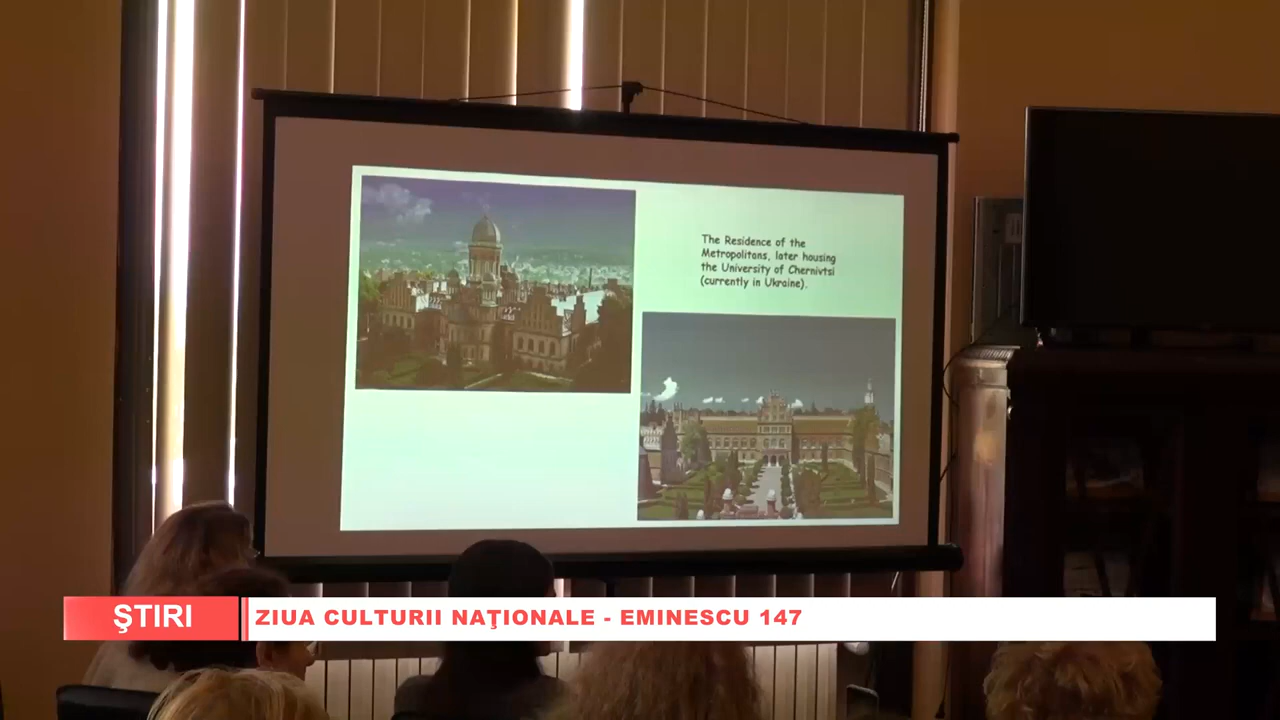 The Residence of the
Metropolitans, later housing
the University of Chernivtsi
(currently in Ukraine).
ŞTIRI
ZIUA CULTURII NAŢIONALE - EMINESCU 147